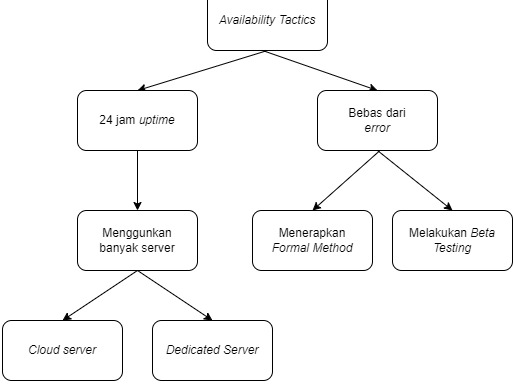 Availability Tactics
24 jam uptime
Bebas dari
error
Menggunkan
banyak server
Menerapkan
Formal Method
Melakukan Beta
Testing
Cloud server
Dedicated Server